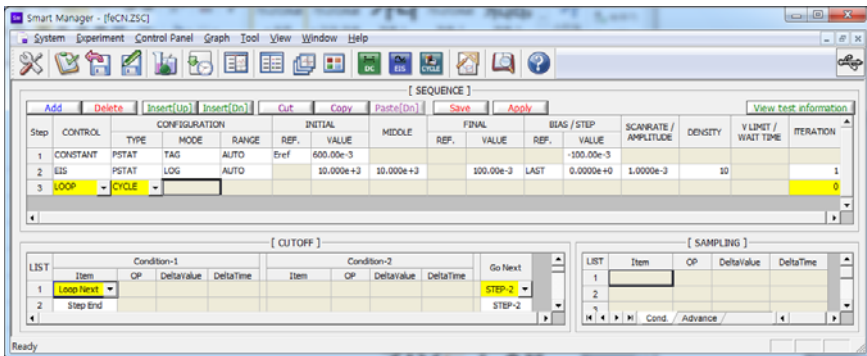 Smart Manager - [feCN.ZSC]
System Experiment Control Panel Graph Tool View Window Help
DC EIS CYCLE
[ SEQUENCE ]
Add Delete Insert[Up] Insert[Dn] Cut Copy Paste[Dn] Save Apply View test information
Step CONTROL CONFIGURATION INITIAL MIDDLE FINAL BIAS / STEP SCANRATE / AMPLITUDE DENSITY V LIMIT / WAIT TIME ITERATION
TYPE MODE RANGE REF. VALUE REF. VALUE REF. VALUE
1 CONSTANT PSTAT TAG AUTO Eref 600.00e-3 -100.00e-3
2 EIS PSTAT LOG AUTO 10.000e+3 10.000e+3 100.00e-3 LAST 0.0000e+0 1.0000e-3 10 1
3 LOOP CYCLE 0
[ CUTOFF ] [ SAMPLING ]
LIST Condition-1 Condition-2 Go Next LIST Item OP DeltaValue DeltaTime
Item OP DeltaValue DeltaTime Item OP DeltaValue DeltaTime 1
1 Loop Next STEP-2 2
2 Step End STEP-2
Cond. Advance
Ready